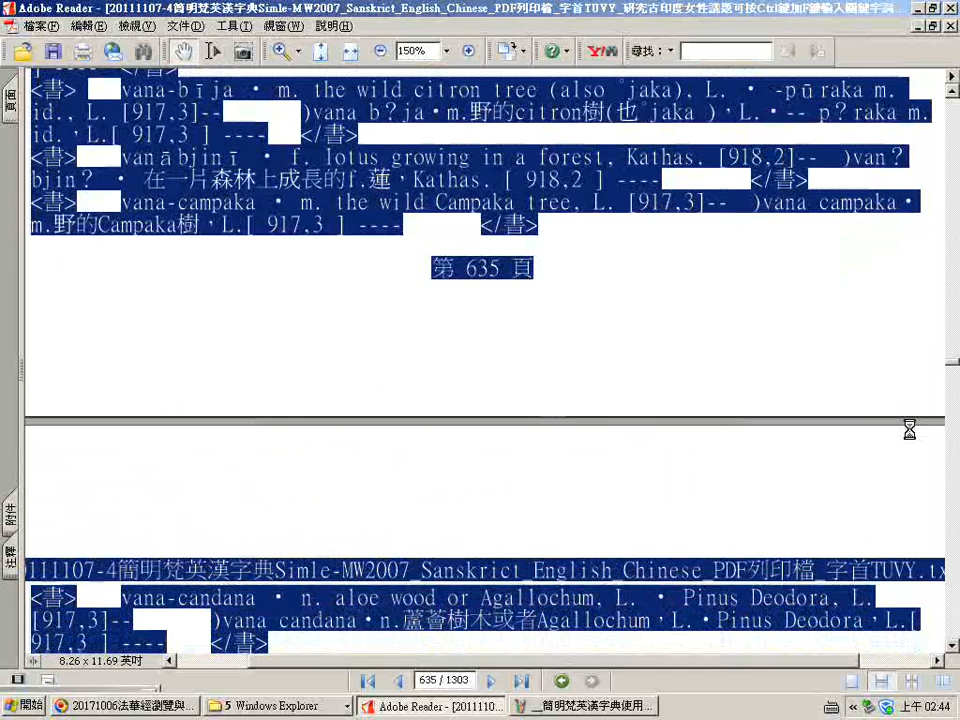 Adobe Reader - [20111107-4簡明梵英漢字典Simle-MW2007_Sanskrict_English_Chinese_PDF列印檔_字首TUVY_研究古印度女性議題可按Ctrl鍵加F鍵輸入關鍵字詞...
檔案(F) 編輯(E) 檢視(V) 文件(D) 工具(T) 視窗(W) 說明(H)
150% Y! 尋找:
頁面
] ---- </書>
<書> vana-bīja • m. the wild citron tree (also ˚jaka), L. • -pūraka m.
id., L. [917,3]-- )vana b?ja•m.野的citron樹(也˚jaka ),L.•-- p?raka m.
id.,L.[ 917,3 ] ---- </書>
<書> vanābjinī • f. lotus growing in a forest, Kathas. [918,2]-- )van?
bjin? • 在一片森林上成長的f.蓮,Kathas. [ 918,2 ] ---- </書>
<書> vana-campaka • m. the wild Campaka tree, L. [917,3]-- )vana campaka•
m.野的Campaka樹,L.[ 917,3 ] ---- </書>
第 635 頁
附件
注釋
111107-4簡明梵英漢字典Simle-MW2007_Sanskrict_English_Chinese_PDF列印檔_字首TUVY.tx
<書> vana-candana • n. aloe wood or Agallochum, L. • Pinus Deodora, L.
[917,3]-- )vana candana•n.蘆薈樹木或者Agallochum,L.•Pinus Deodora,L.[
917,3 ] ---- </書>
8.26 x 11.69 英吋
635 / 1303
開始 20171006法華經瀏覽與... 5 Windows Explorer Adobe Reader - [2011110... __簡明梵英漢字典使用... 上午 02:44